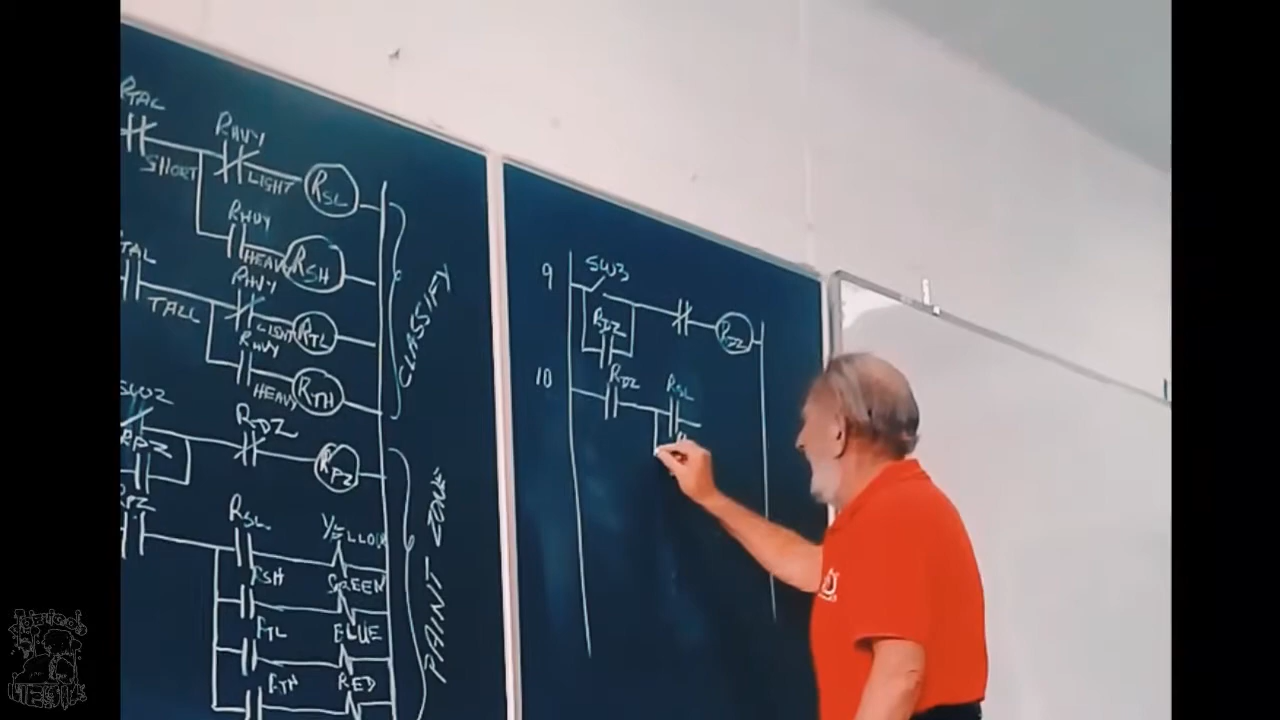 RTAL
RHVY
SHORT
LIGHT
RSL
RHVY
HEAVY
RSH
TAL
RHVY
TALL
LIGHT
RTL
RHVY
HEAVY
RTH
CLASSIFY
SW2
RPZ
RDZ
RPZ
RPZ
RSL
YELLOW
RSH
GREEN
RTL
BLUE
RTH
RED
PAINT ZONE
9
SW3
RDZ
RDZ
10
RDZ
RSL